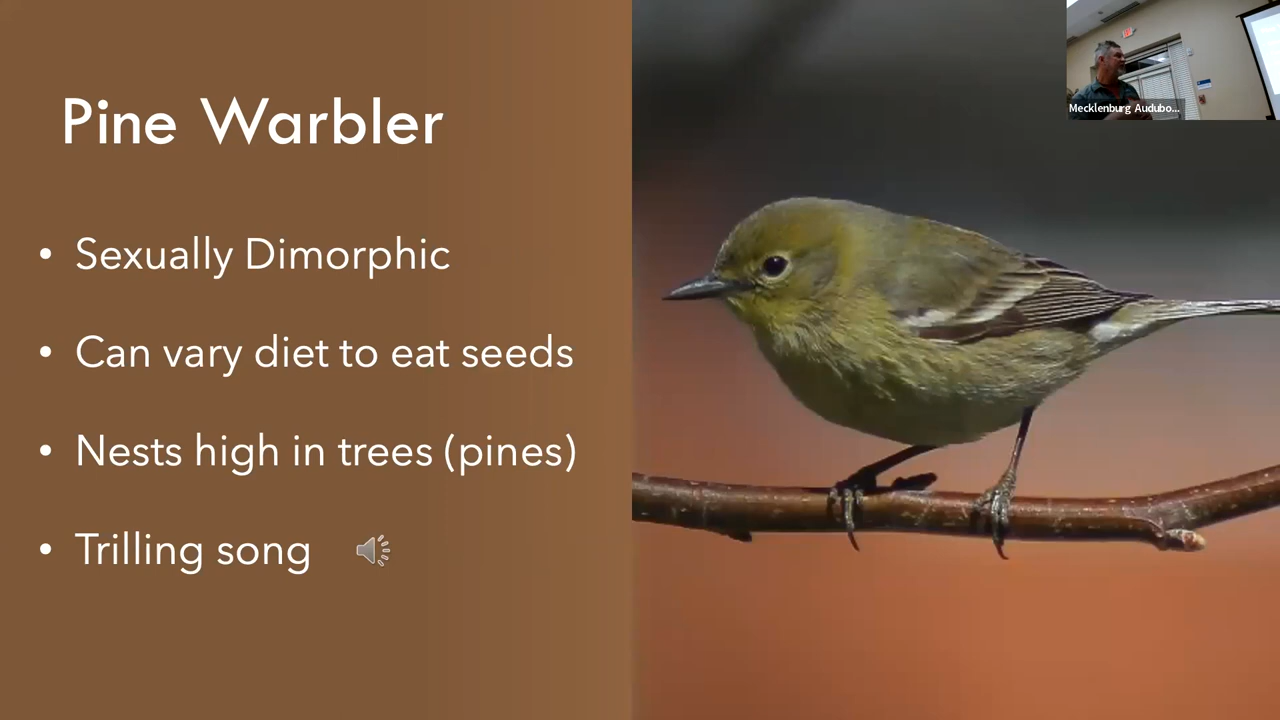 Mecklenburg Audubo...
Pine Warbler
• Sexually Dimorphic
• Can vary diet to eat seeds
• Nests high in trees (pines)
• Trilling song